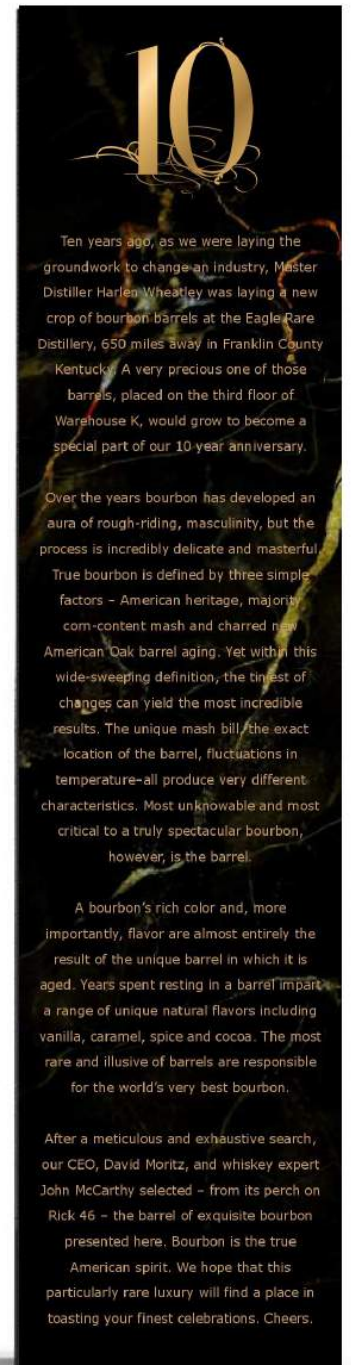 10
Ten years ago, as we were laying the
groundwork to change an industry, Master
Distiller Harlen Wheatley was laying a new
crop of bourbon barrels at the Eagle Rare
Distillery, 650 miles away in Franklin County
Kentucky. A very precious one of those
barrels, placed on the third floor of
Warehouse K, would grow to become a
special part of our 10 year anniversary.
Over the years bourbon has developed an
aura of rough-riding, masculinity, but the
process is incredibly delicate and masterful.
True bourbon is defined by three simple
factors – American heritage, majority
corn-content mash and charred new
American Oak barrel aging. Yet within this
wide-sweeping definition, the tiniest of
changes can yield the most incredible
results. The unique mash bill, the exact
location of the barrel, fluctuations in
temperature–all produce very different
characteristics. Most unknowable and most
critical to a truly spectacular bourbon,
however, is the barrel.
A bourbon's rich color and, more
importantly, flavor are almost entirely the
result of the unique barrel in which it is
aged. Years spent resting in a barrel impart
a range of unique natural flavors including
vanilla, caramel, spice and cocoa. The most
rare and illusive of barrels are responsible
for the world's very best bourbon.
After a meticulous and exhaustive search,
our CEO, David Moritz, and whiskey expert
John McCarthy selected – from its perch on
Rick 46 – the barrel of exquisite bourbon
presented here. Bourbon is the true
American spirit. We hope that this
particularly rare luxury will find a place in
toasting your finest celebrations. Cheers.